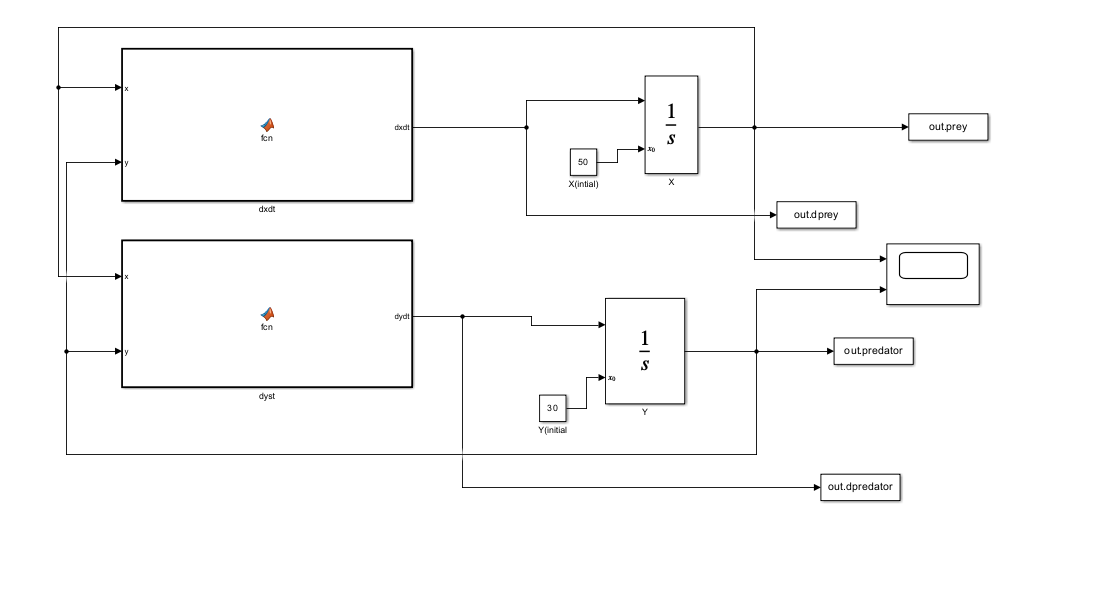 x
fcn
dxdt
y
dxdt
1
s
x₀
X
50
X(intial)
out.prey
out.dprey
x
fcn
dydt
y
dyst
1
s
x₀
Y
30
Y(initial
out.predator
out.dpredator